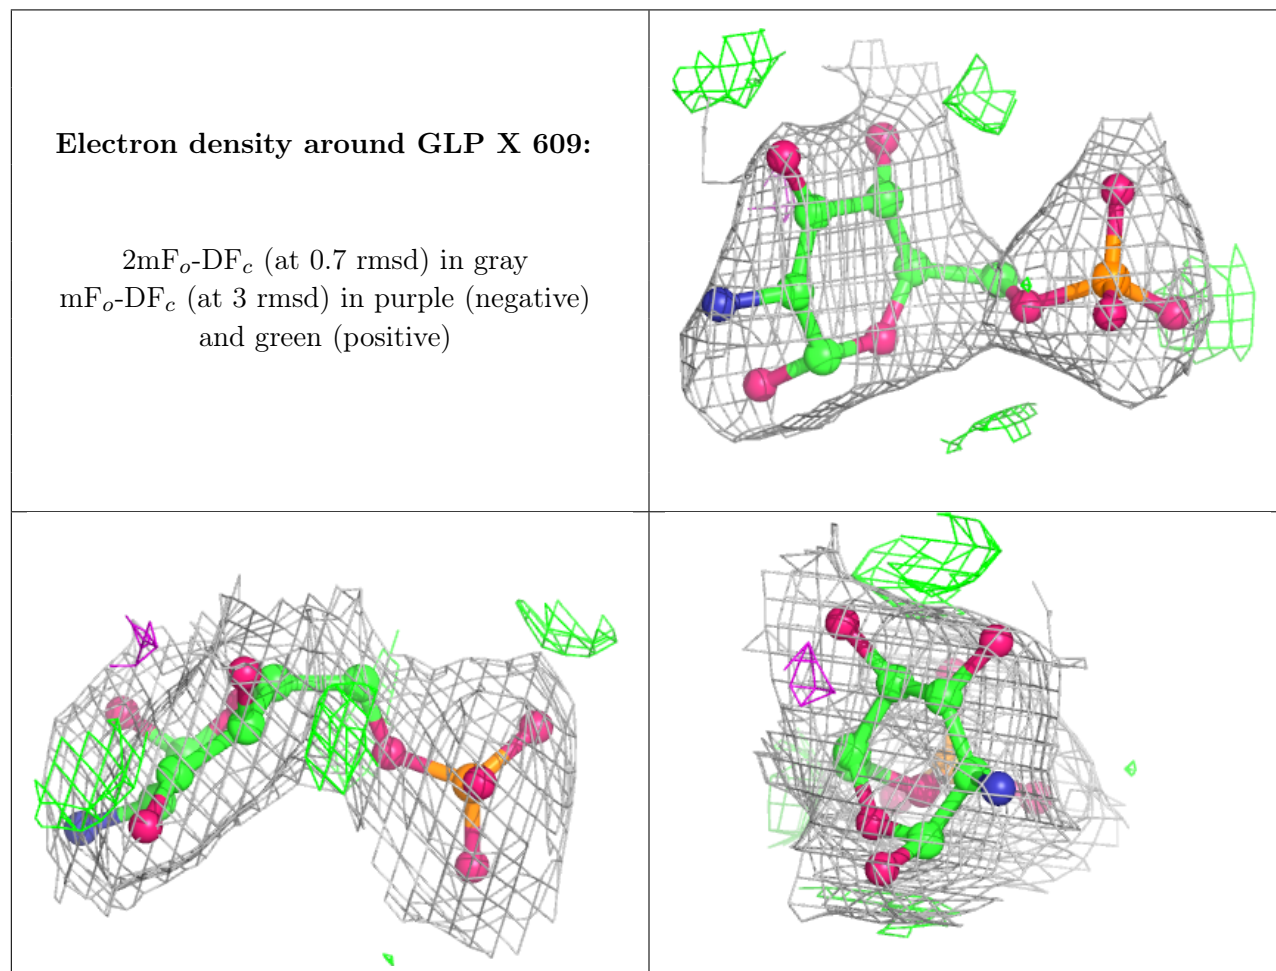 Electron density around GLP X 609:
2mFo-DFc (at 0.7 rmsd) in gray
mFo-DFc (at 3 rmsd) in purple (negative)
and green (positive)